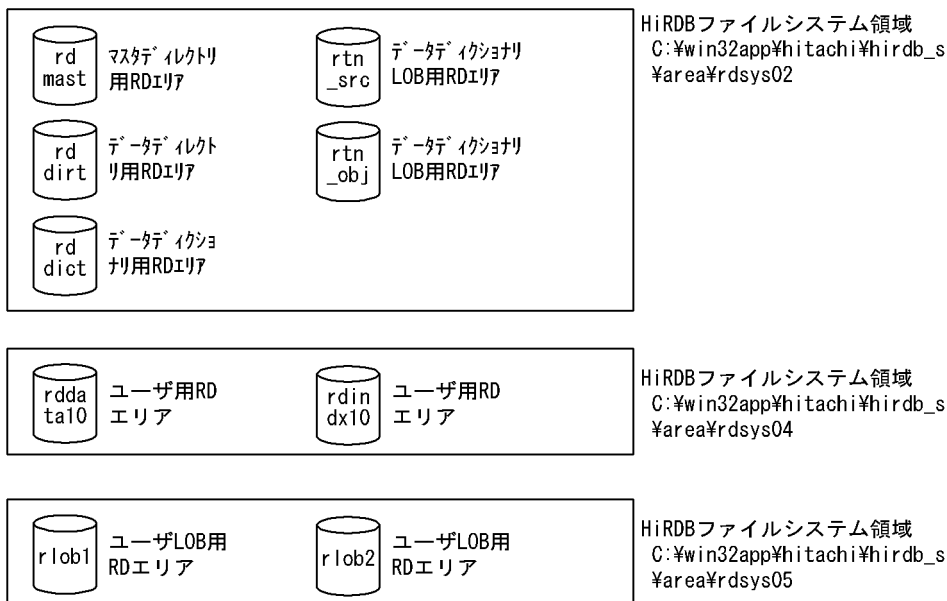 rd
mast
ﾏｽﾀﾃﾞｨﾚｸﾄﾘ
用RDｴﾘｱ
rtn
_src
ﾃﾞｰﾀﾃﾞｨｸｼｮﾅﾘ
LOB用RDｴﾘｱ
HiRDBファイルシステム領域
C:¥win32app¥hitachi¥hirdb_s
¥area¥rdsys02
rd
dirt
ﾃﾞｰﾀﾃﾞｨﾚｸﾄ
ﾘ用RDｴﾘｱ
rtn
_obj
ﾃﾞｰﾀﾃﾞｨｸｼｮﾅﾘ
LOB用RDｴﾘｱ
rd
dict
ﾃﾞｰﾀﾃﾞｨｸｼｮ
ﾅﾘ用RDｴﾘｱ
rdda
ta10
ユーザ用RD
エリア
rdin
dx10
ユーザ用RD
エリア
HiRDBファイルシステム領域
C:¥win32app¥hitachi¥hirdb_s
¥area¥rdsys04
rlob1
ユーザLOB用
RDエリア
rlob2
ユーザLOB用
RDエリア
HiRDBファイルシステム領域
C:¥win32app¥hitachi¥hirdb_s
¥area¥rdsys05